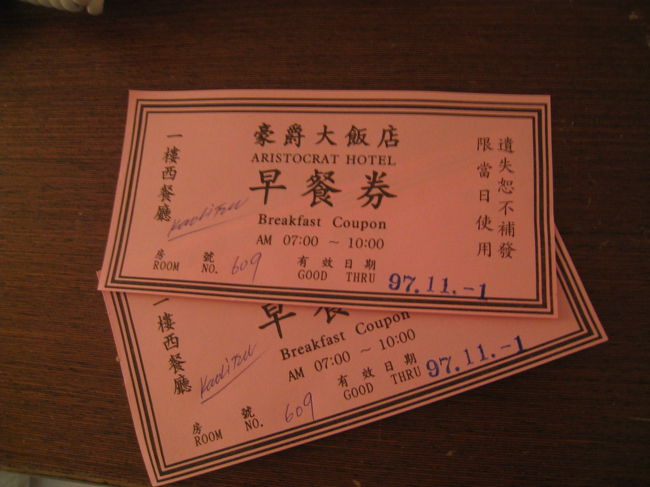 豪爵大飯店
ARISTOCRAT HOTEL
早餐券
Breakfast Coupon
AM 07:00 ~ 10:00
一樓西餐廳
遺失恕不補發
限當日使用
房號 609
ROOM NO.
有效日期
GOOD THRU 97.11.-1
早餐
Breakfast Coupon
AM 07:00 ~ 10:00
一樓西餐廳
房號 609
ROOM NO.
有效日期
GOOD THRU 97.11.-1